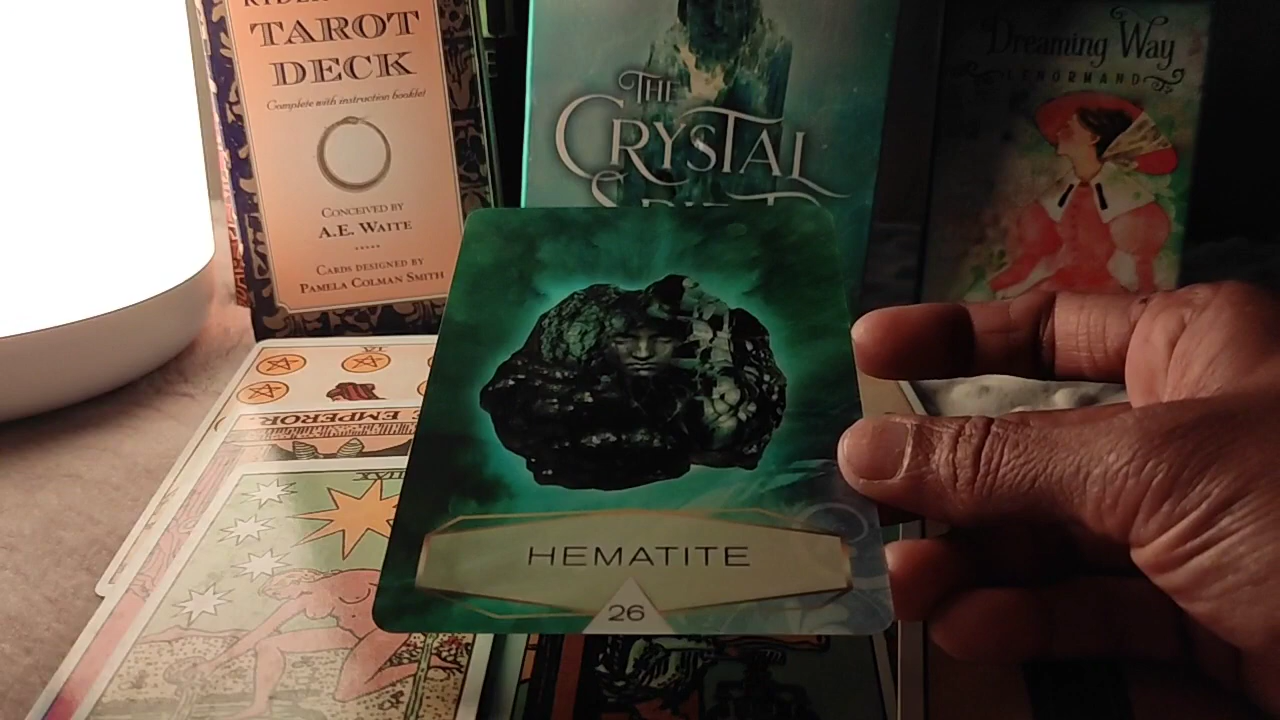 TAROT
DECK
Complete with instruction booklet
CONCEIVED BY
A.E. WAITE
CARDS DESIGNED BY
PAMELA COLMAN SMITH
THE
CRYSTAL
Dreaming Way
LENORMAND
EMPEROR
HEMATITE
26